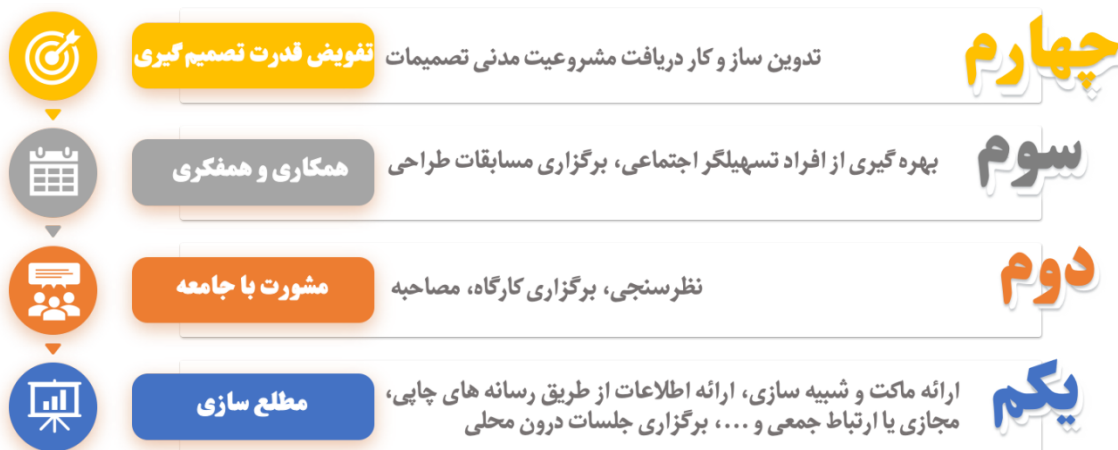 چهارم
تدوین ساز و کار دریافت مشروعیت مدنی تصمیمات
تفویض قدرت تصمیم گیری
سوم
بهره گیری از افراد تسهیلگر اجتماعی، برگزاری مسابقات طراحی
همکاری و همفکری
دوم
نظرسنجی، برگزاری کارگاه، مصاحبه
مشورت با جامعه
یکم
ارائه ماکت و شبیه سازی، ارائه اطلاعات از طریق رسانه های چاپی،
مجازی یا ارتباط جمعی و ...، برگزاری جلسات درون محلی
مطلع سازی